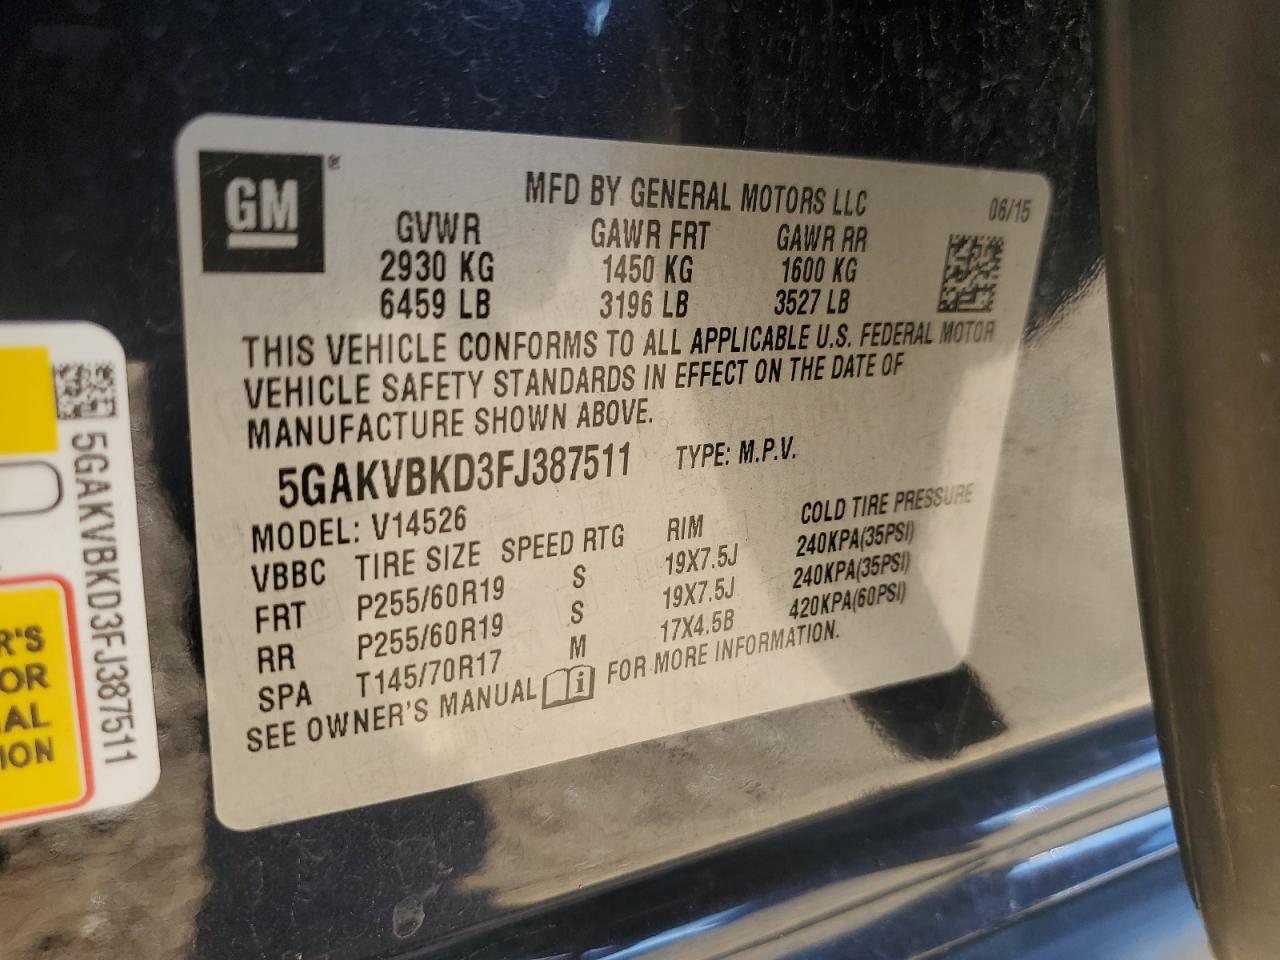 GM®
MFD BY GENERAL MOTORS LLC
06/15
GVWR GAWR FRT GAWR RR
2930 KG 1450 KG 1600 KG
6459 LB 3196 LB 3527 LB
THIS VEHICLE CONFORMS TO ALL APPLICABLE U.S. FEDERAL MOTOR
VEHICLE SAFETY STANDARDS IN EFFECT ON THE DATE OF
MANUFACTURE SHOWN ABOVE.
5GAKVBKD3FJ387511 TYPE: M.P.V.
MODEL: V14526
VBBC TIRE SIZE SPEED RTG RIM COLD TIRE PRESSURE
FRT P255/60R19 S 19X7.5J 240KPA(35PSI)
RR P255/60R19 S 19X7.5J 240KPA(35PSI)
SPA T145/70R17 M 17X4.5B 420KPA(60PSI)
SEE OWNER'S MANUAL FOR MORE INFORMATION.
5GAKVBKD3FJ387511
R'S
OR
AL
ION